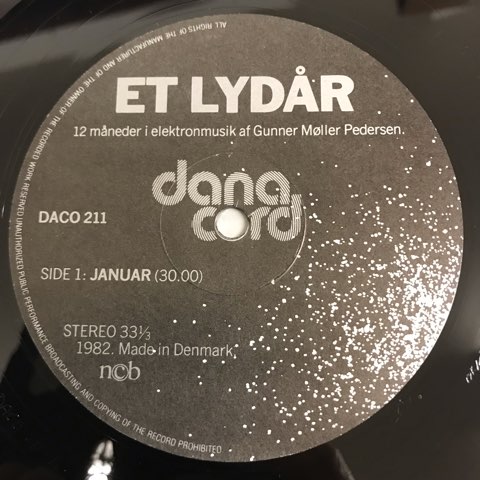 ET LYDÅR
12 måneder i elektronmusik af Gunner Møller Pedersen.
dana
cord
DACO 211
SIDE 1: JANUAR (30.00)
STEREO 33⅓
1982. Made in Denmark
n©b
ALL RIGHTS OF THE MANUFACTURER AND OF THE OWNER OF THE RECORDED WORK RESERVED UNAUTHORIZED PUBLIC PERFORMANCE BROADCASTING AND COPYING OF THE RECORD PROHIBITED